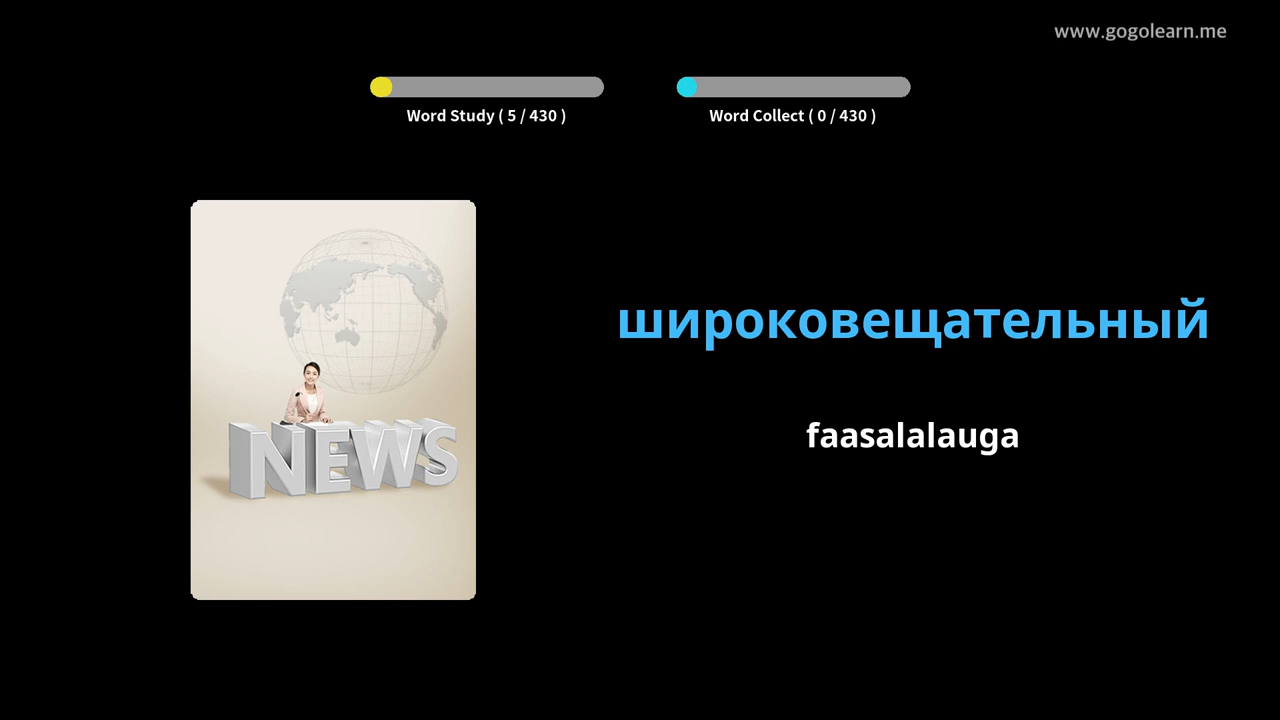 www.gogolearn.me
Word Study ( 5 / 430 )
Word Collect ( 0 / 430 )
NEWS
широковещательный
faasalalauga